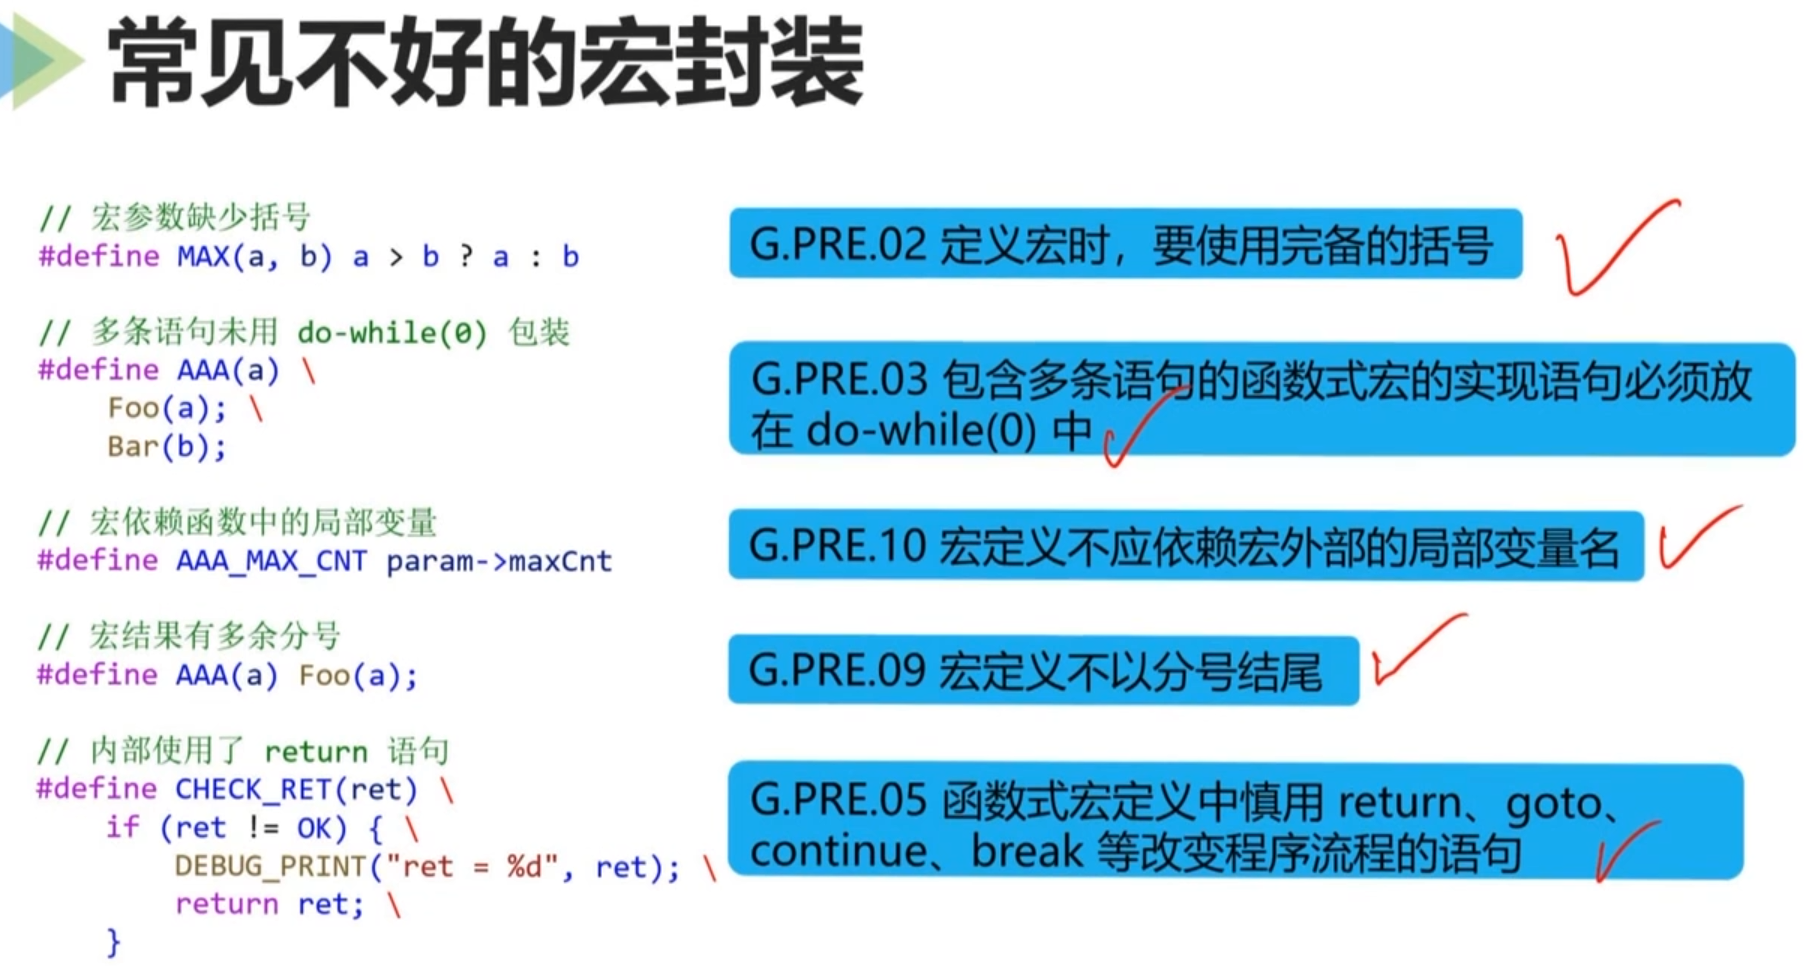 常见不好的宏封装
// 宏参数缺少括号
#define MAX(a, b) a > b ? a : b
G.PRE.02 定义宏时，要使用完备的括号
// 多条语句未用 do-while(0) 包装
#define AAA(a) \
Foo(a); \
Bar(b);
G.PRE.03 包含多条语句的函数式宏的实现语句必须放
在 do-while(0) 中
// 宏依赖函数中的局部变量
#define AAA_MAX_CNT param->maxCnt
G.PRE.10 宏定义不应依赖宏外部的局部变量名
// 宏结果有多余分号
#define AAA(a) Foo(a);
G.PRE.09 宏定义不以分号结尾
// 内部使用了 return 语句
#define CHECK_RET(ret) \
if (ret != OK) { \
DEBUG_PRINT("ret = %d", ret); \
return ret; \
}
G.PRE.05 函数式宏定义中慎用 return、goto、
continue、break 等改变程序流程的语句